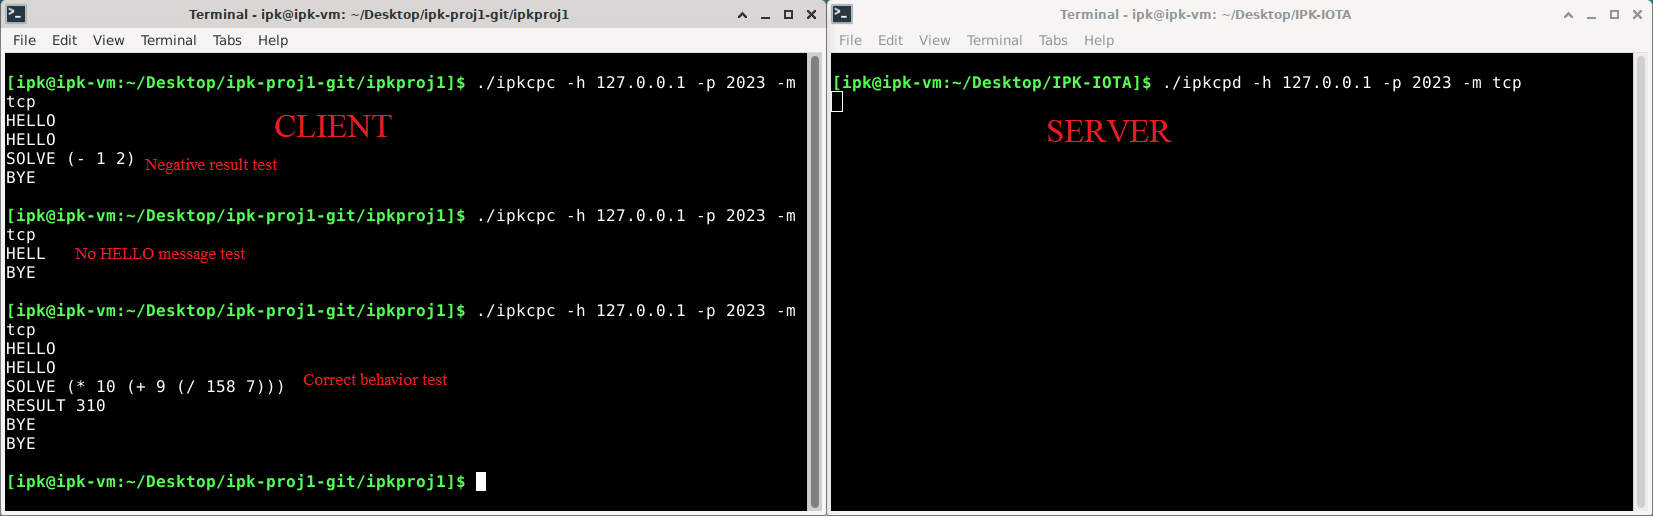 Terminal - ipk@ipk-vm: ~/Desktop/ipk-proj1-git/ipkproj1
File Edit View Terminal Tabs Help
[ipk@ipk-vm:~/Desktop/ipk-proj1-git/ipkproj1]$ ./ipkcpc -h 127.0.0.1 -p 2023 -m
tcp
HELLO
HELLO
CLIENT
SOLVE (- 1 2)
Negative result test
BYE
[ipk@ipk-vm:~/Desktop/ipk-proj1-git/ipkproj1]$ ./ipkcpc -h 127.0.0.1 -p 2023 -m
tcp
HELL
No HELLO message test
BYE
[ipk@ipk-vm:~/Desktop/ipk-proj1-git/ipkproj1]$ ./ipkcpc -h 127.0.0.1 -p 2023 -m
tcp
HELLO
HELLO
SOLVE (* 10 (+ 9 (/ 158 7)))
Correct behavior test
RESULT 310
BYE
BYE
[ipk@ipk-vm:~/Desktop/ipk-proj1-git/ipkproj1]$
Terminal - ipk@ipk-vm: ~/Desktop/IPK-IOTA
File Edit View Terminal Tabs Help
[ipk@ipk-vm:~/Desktop/IPK-IOTA]$ ./ipkcpd -h 127.0.0.1 -p 2023 -m tcp
SERVER